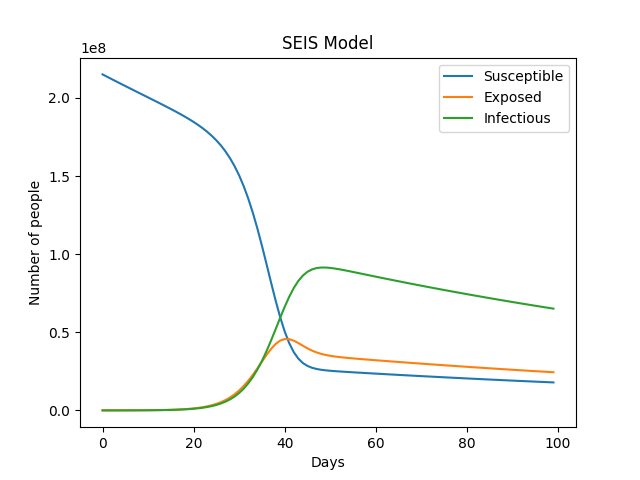 SEIS Model
1e8
Susceptible
Exposed
Infectious
2.0
1.5
1.0
0.5
0.0
Number of people
0 20 40 60 80 100
Days